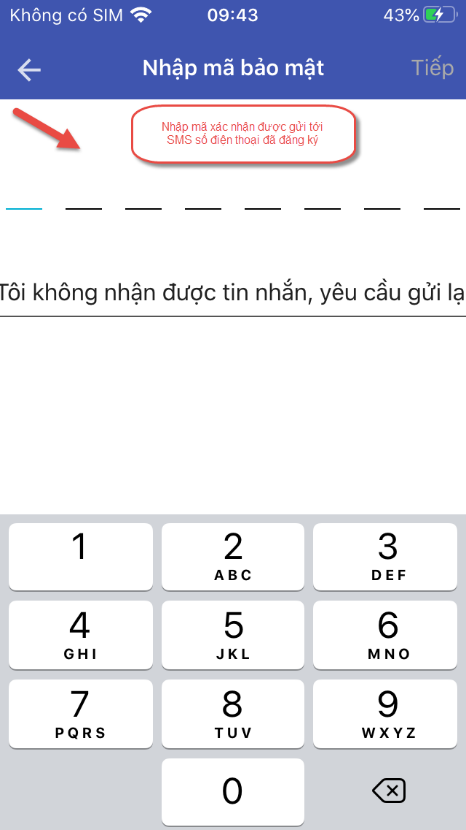 Không có SIM 09:43 43%
Nhập mã bảo mật Tiếp
Nhập mã xác nhận được gửi tới
SMS số điện thoại đã đăng ký
Tôi không nhận được tin nhắn, yêu cầu gửi lạ
1 2 3
ABC DEF
4 5 6
GHI JKL MNO
7 8 9
PQRS TUV WXYZ
0